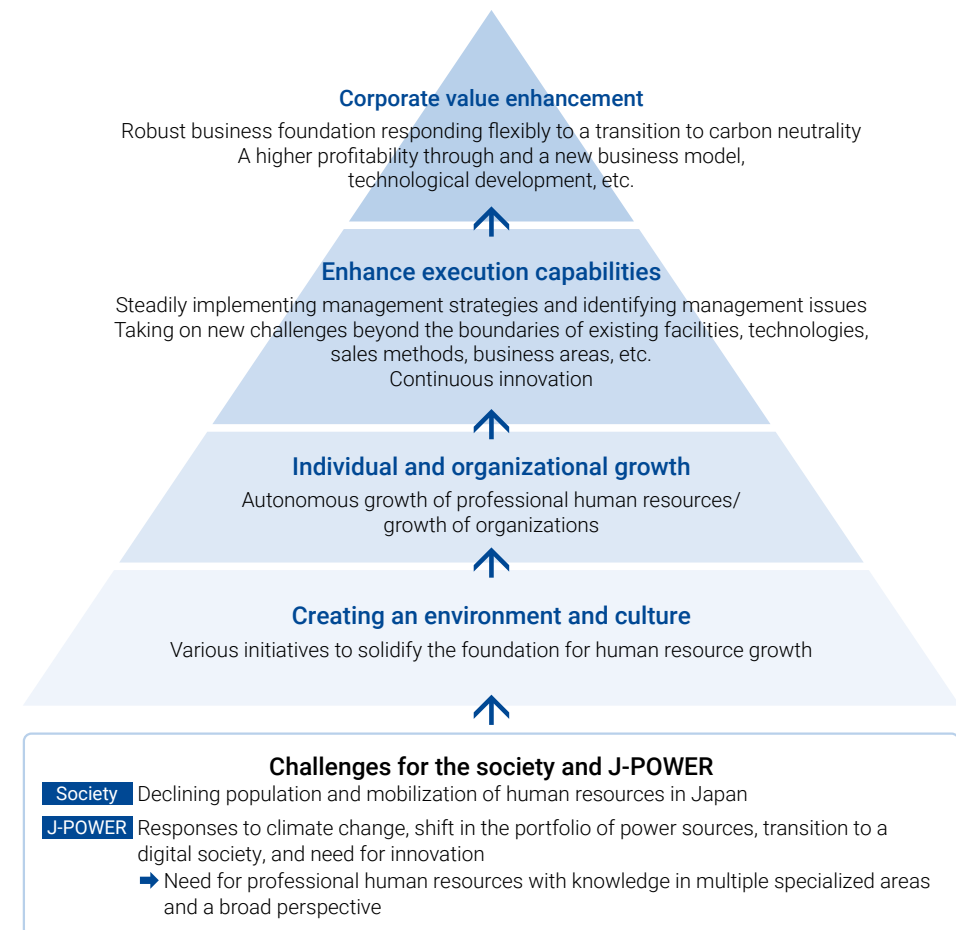 Corporate value enhancement
Robust business foundation responding flexibly to a transition to carbon neutrality
A higher profitability through and a new business model,
technological development, etc.
Enhance execution capabilities
Steadily implementing management strategies and identifying management issues
Taking on new challenges beyond the boundaries of existing facilities, technologies,
sales methods, business areas, etc.
Continuous innovation
Individual and organizational growth
Autonomous growth of professional human resources/
growth of organizations
Creating an environment and culture
Various initiatives to solidify the foundation for human resource growth
Challenges for the society and J-POWER
Society Declining population and mobilization of human resources in Japan
J-POWER Responses to climate change, shift in the portfolio of power sources, transition to a
digital society, and need for innovation
Need for professional human resources with knowledge in multiple specialized areas
and a broad perspective